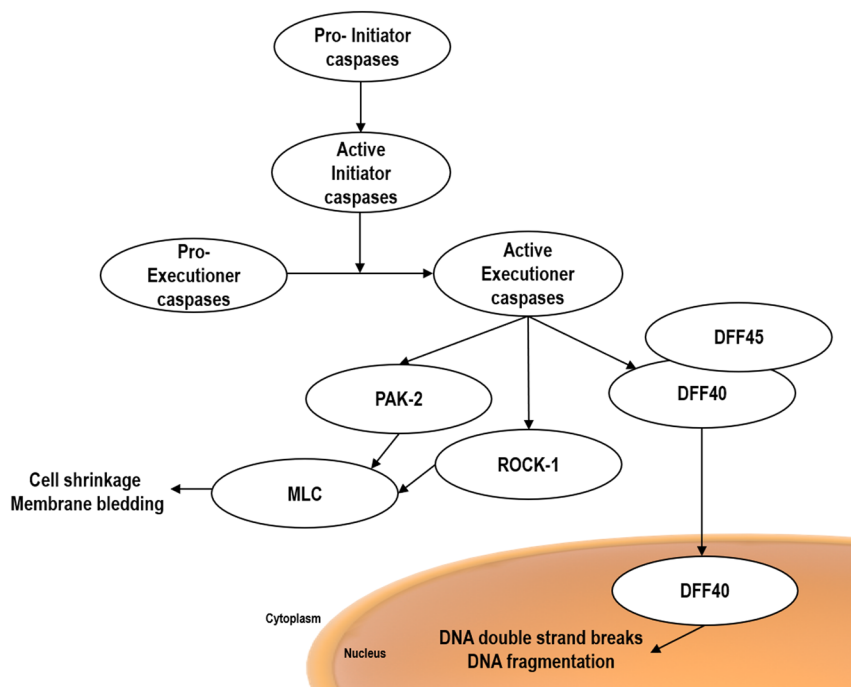 Pro- Initiator
caspases
Active
Initiator
caspases
Pro-
Executioner
caspases
Active
Executioner
caspases
DFF45
DFF40
PAK-2
ROCK-1
MLC
Cell shrinkage
Membrane bledding
DFF40
Cytoplasm
Nucleus
DNA double strand breaks
DNA fragmentation